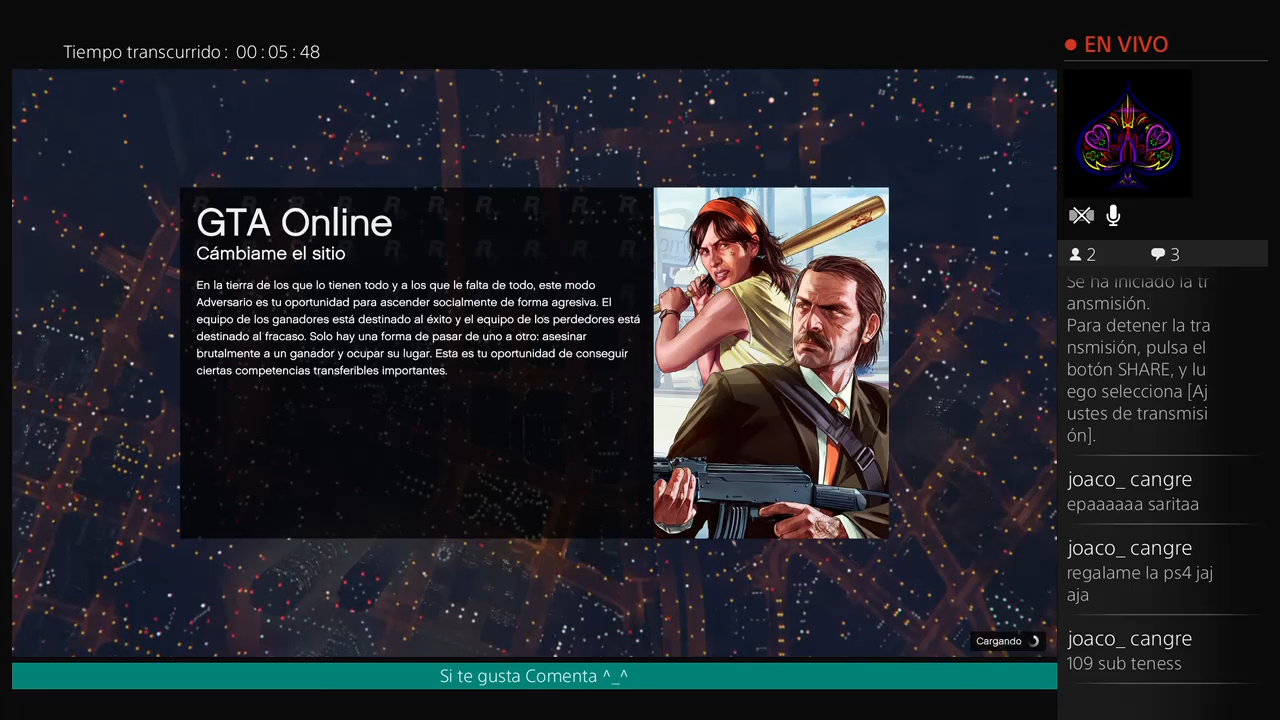 Tiempo transcurrido: 00:05:48
EN VIVO
GTA Online
Cámbiame el sitio
En la tierra de los que lo tienen todo y a los que le falta de todo, este modo
Adversario es tu oportunidad para ascender socialmente de forma agresiva. El
equipo de los ganadores está destinado al éxito y el equipo de los perdedores está
destinado al fracaso. Solo hay una forma de pasar de uno a otro: asesinar
brutalmente a un ganador y ocupar su lugar. Esta es tu oportunidad de conseguir
ciertas competencias transferibles importantes.
Cargando
Si te gusta Comenta ^_^
2 3
Se ha iniciado la tr
ansmisión.
Para detener la tra
nsmisión, pulsa el
botón SHARE, y lu
ego selecciona [Aj
ustes de transmisi
ón].
joaco_cangre
epaaaaaa saritaa
joaco_cangre
regalame la ps4 jaj
aja
joaco_cangre
109 sub teness